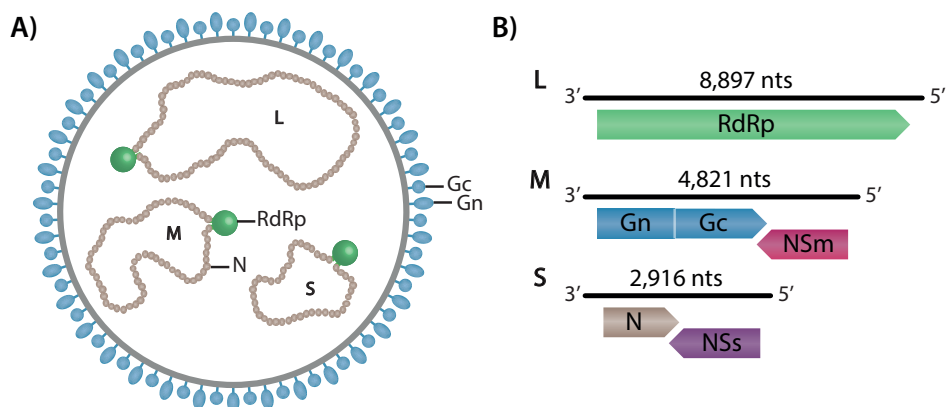 A)
L
M
RdRp
N
S
Gc
Gn
B)
L
8,897 nts
3’ 5’
RdRp
M
4,821 nts
3’ 5’
Gn Gc
NSm
S
2,916 nts
3’ 5’
N
NSs